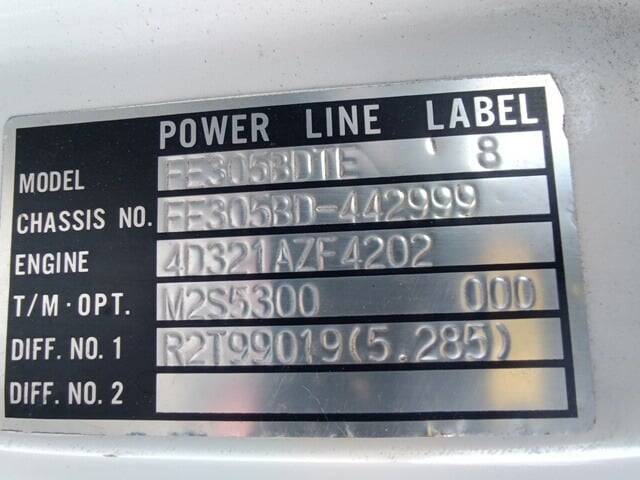 POWER LINE LABEL
MODEL FE305BDTE 8
CHASSIS NO. FE305BD-442999
ENGINE 4D321AZF4202
T/M·OPT. M2S5300 000
DIFF. NO. 1 R2T99019(5.285)
DIFF. NO. 2